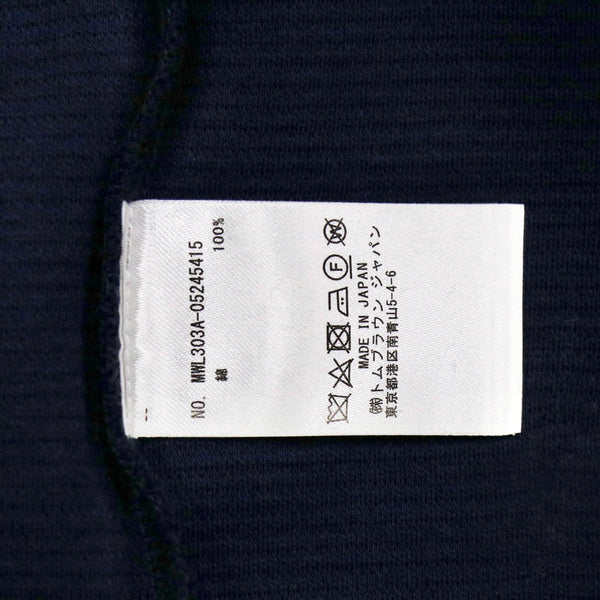 NO. MWL303A-05245415
綿 100%
F
MADE IN JAPAN
㈱トムブラウン ジャパン
東京都港区南青山5-4-6